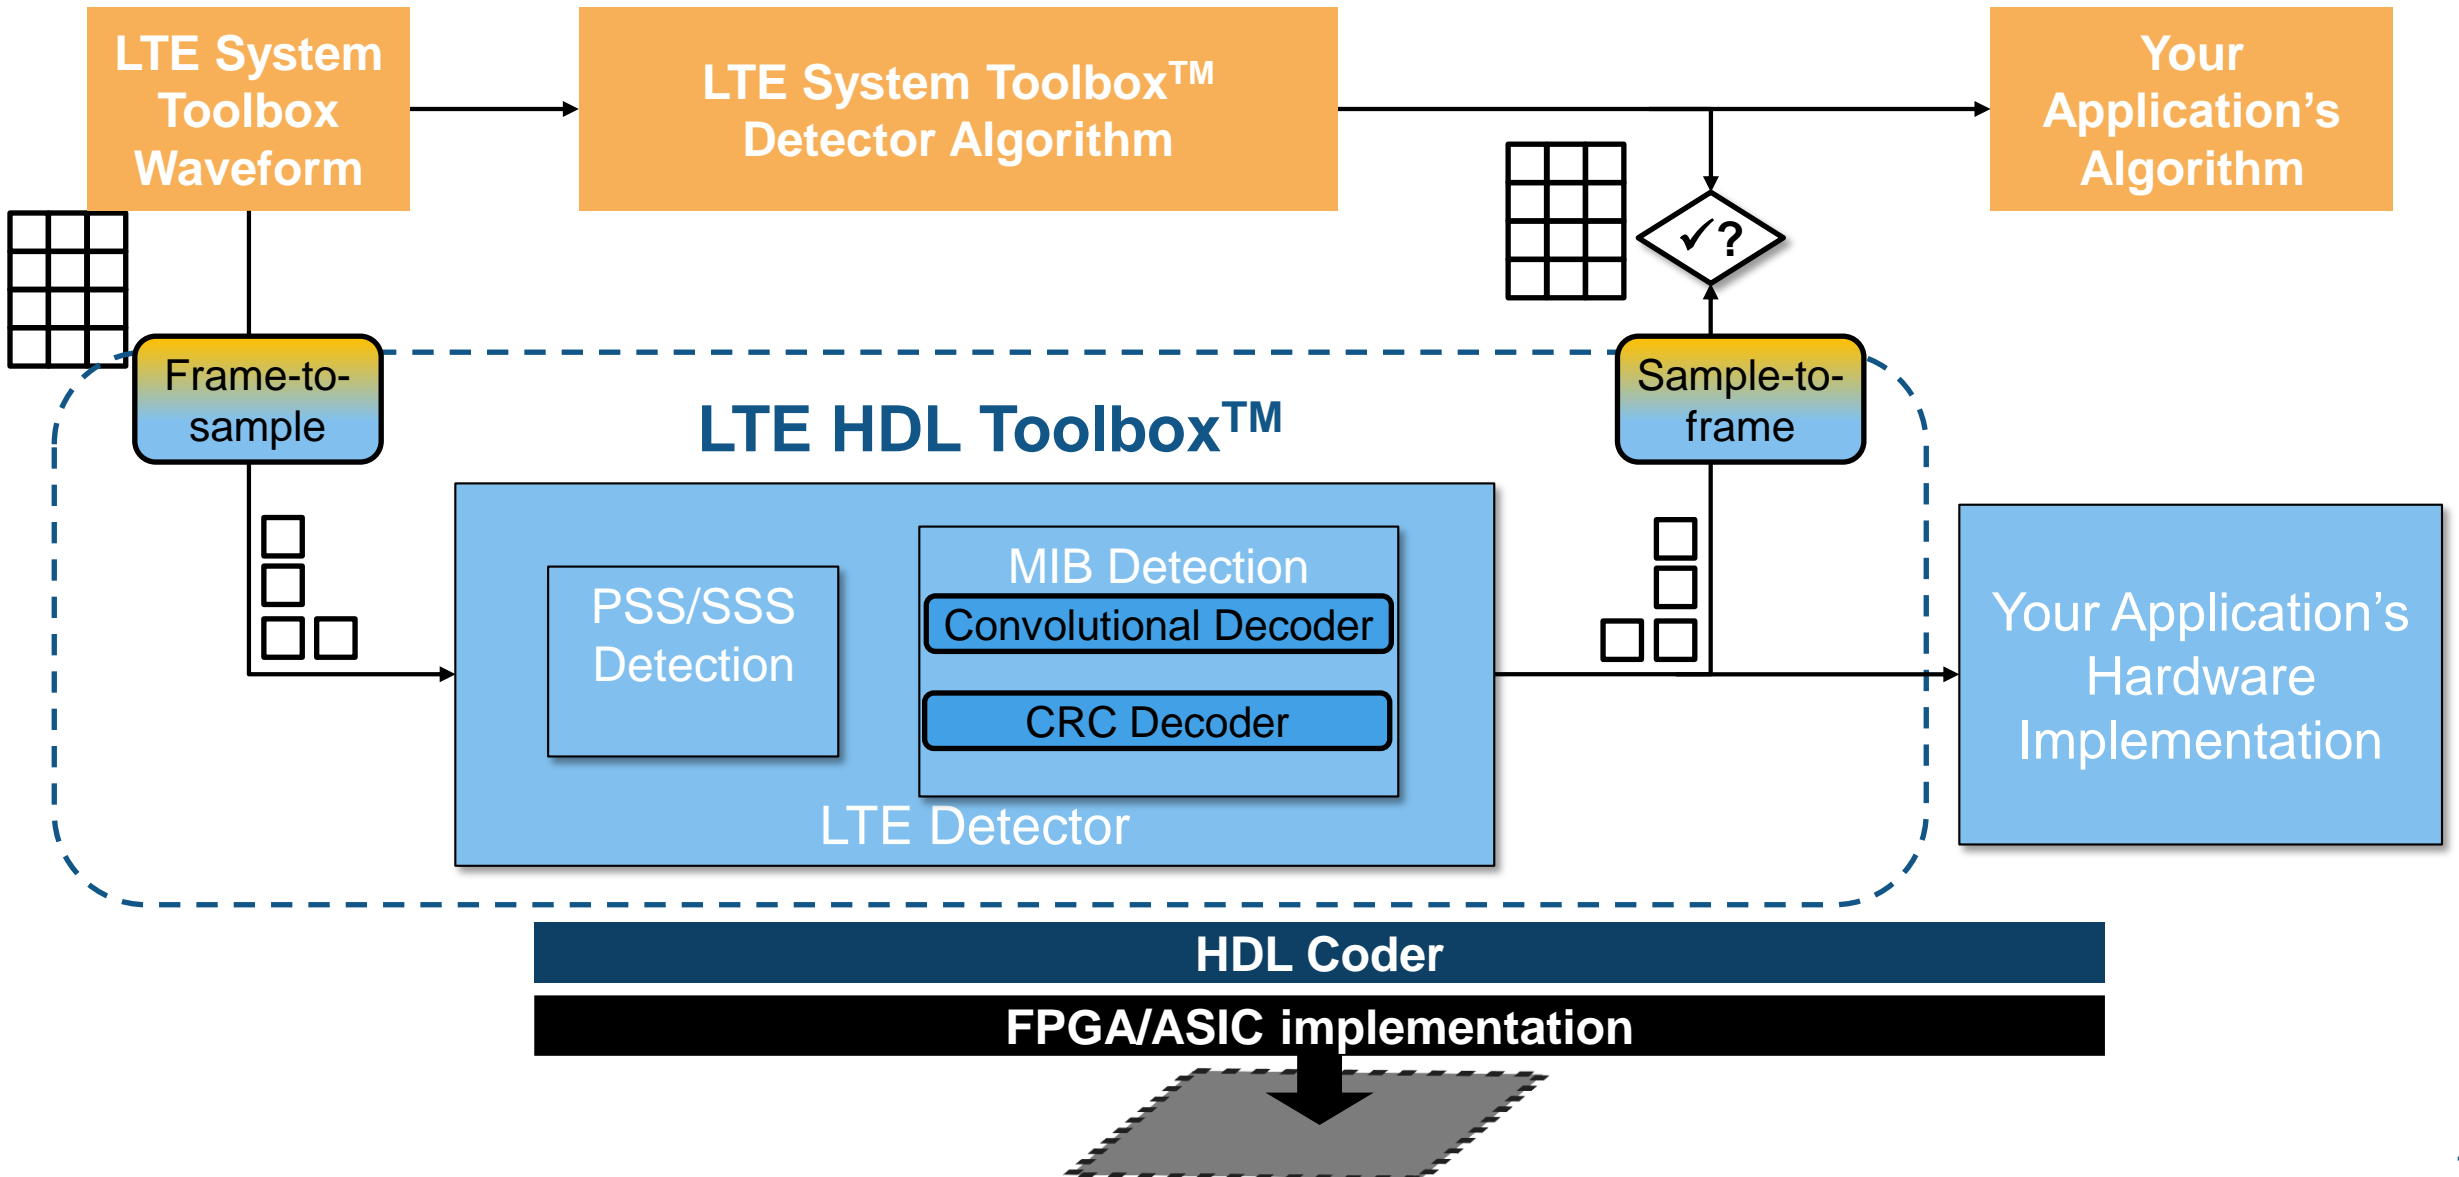 LTE System
Toolbox
Waveform
LTE System Toolbox™
Detector Algorithm
Your
Application’s
Algorithm
✓?
Frame-to-
sample
Sample-to-
frame
LTE HDL Toolbox™
PSS/SSS
Detection
MIB Detection
Convolutional Decoder
CRC Decoder
LTE Detector
Your Application’s
Hardware
Implementation
HDL Coder
FPGA/ASIC implementation